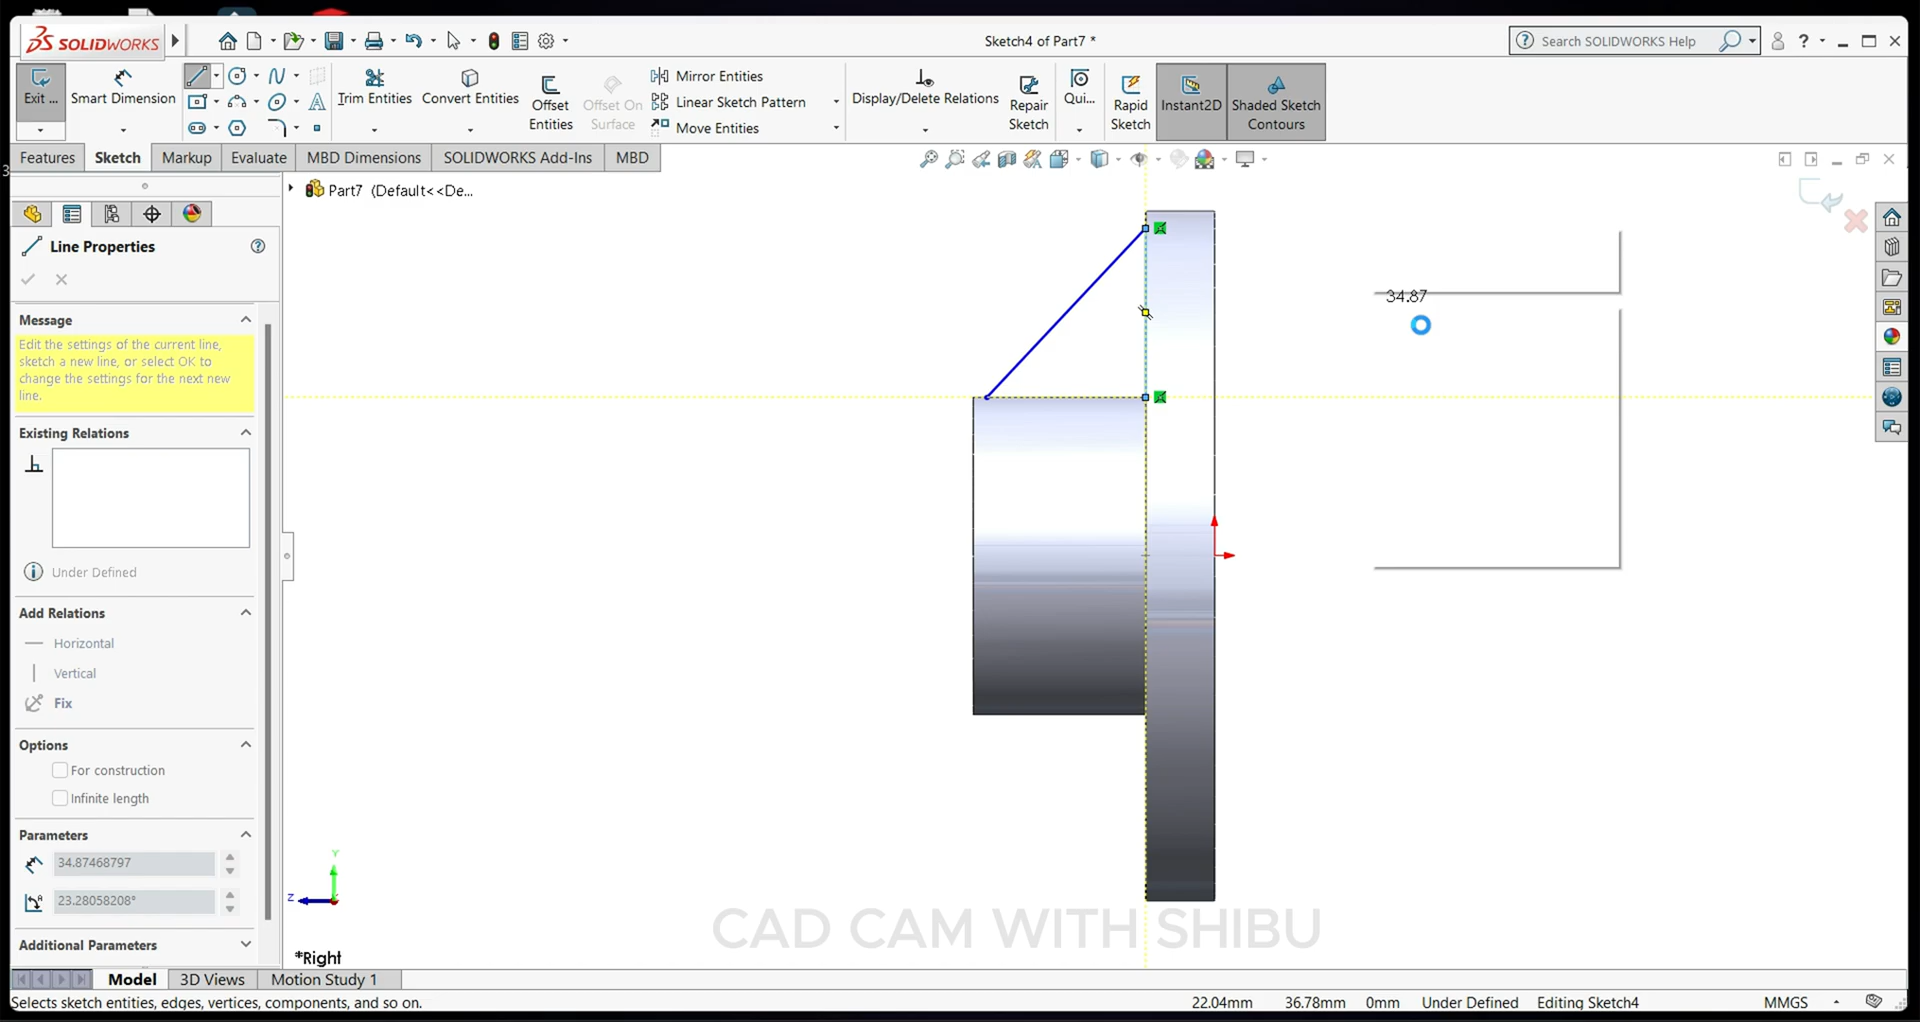 SOLIDWORKS
Sketch4 of Part7 *
Search SOLIDWORKS Help
Exit ...
Smart Dimension
Trim Entities
Convert Entities
Offset
Entities
Offset On
Surface
Mirror Entities
Linear Sketch Pattern
Move Entities
Display/Delete Relations
Repair
Sketch
Qui...
Rapid
Sketch
Instant2D
Shaded Sketch
Contours
Features
Sketch
Markup
Evaluate
MBD Dimensions
SOLIDWORKS Add-Ins
MBD
3
Part7 (Default<<De...
Line Properties
Message
Edit the settings of the current line,
sketch a new line, or select OK to
change the settings for the next new
line.
Existing Relations
Under Defined
Add Relations
Horizontal
Vertical
Fix
Options
For construction
Infinite length
Parameters
34.87468797
23.28058208°
Additional Parameters
34.87
Y
Z
*Right
CAD CAM WITH SHIBU
Model
3D Views
Motion Study 1
Selects sketch entities, edges, vertices, components, and so on.
22.04mm
36.78mm
0mm
Under Defined
Editing Sketch4
MMGS